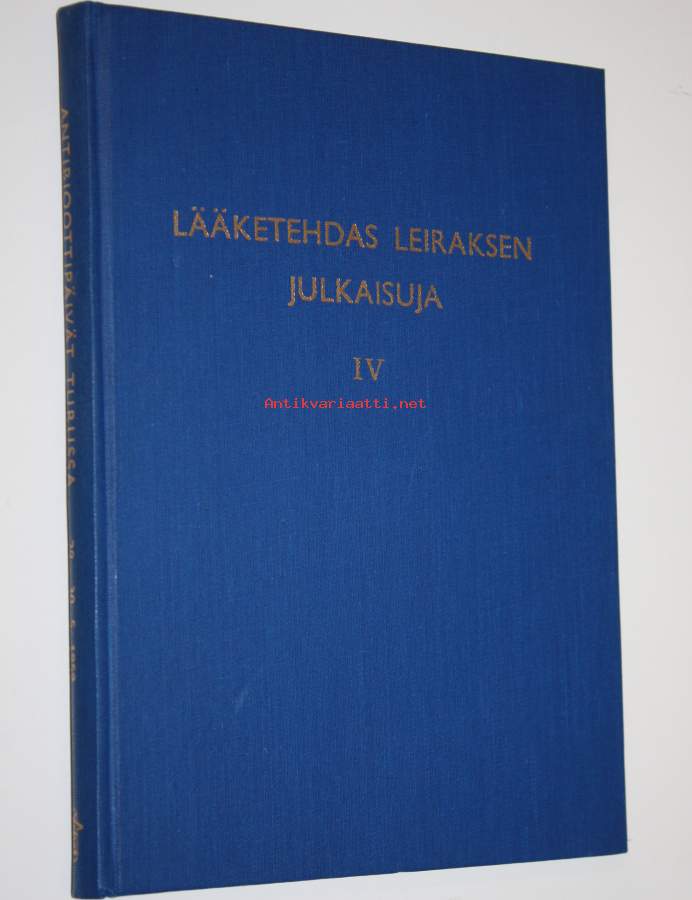 LÄÄKETEHDAS LEIRAKSEN
JULKAISUJA
IV
Antikvariaatti.net
ANTIBIOOTTIPÄIVÄT TURUSSA